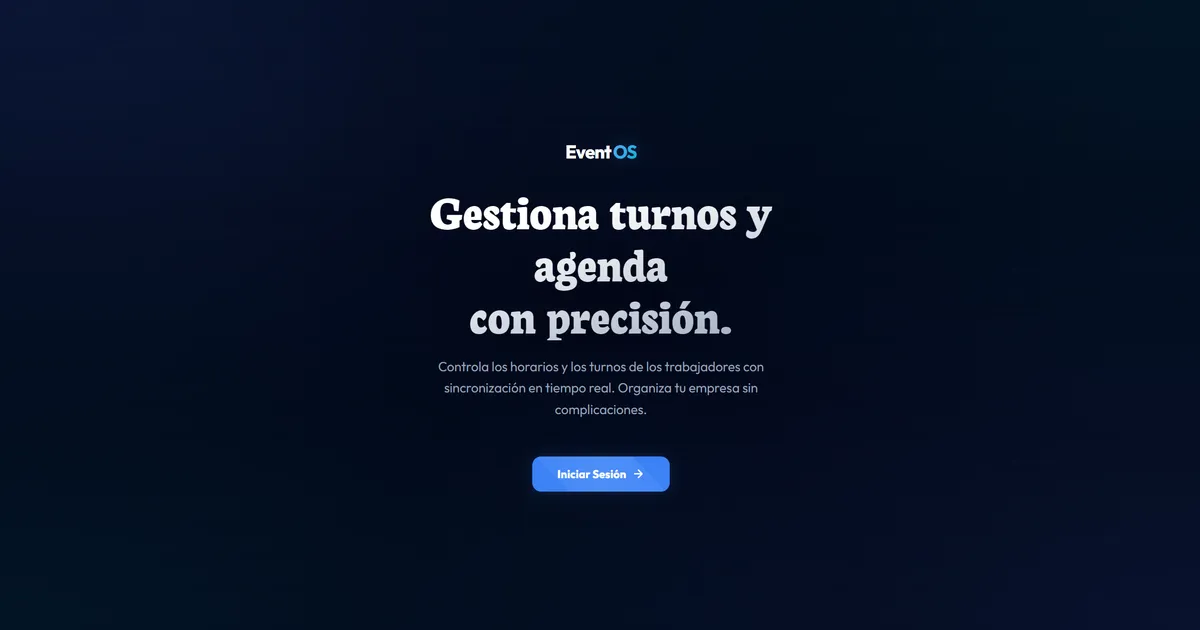 EventOS
Gestiona turnos y
agenda
con precisión.
Controla los horarios y los turnos de los trabajadores con
sincronización en tiempo real. Organiza tu empresa sin
complicaciones.
Iniciar Sesión →